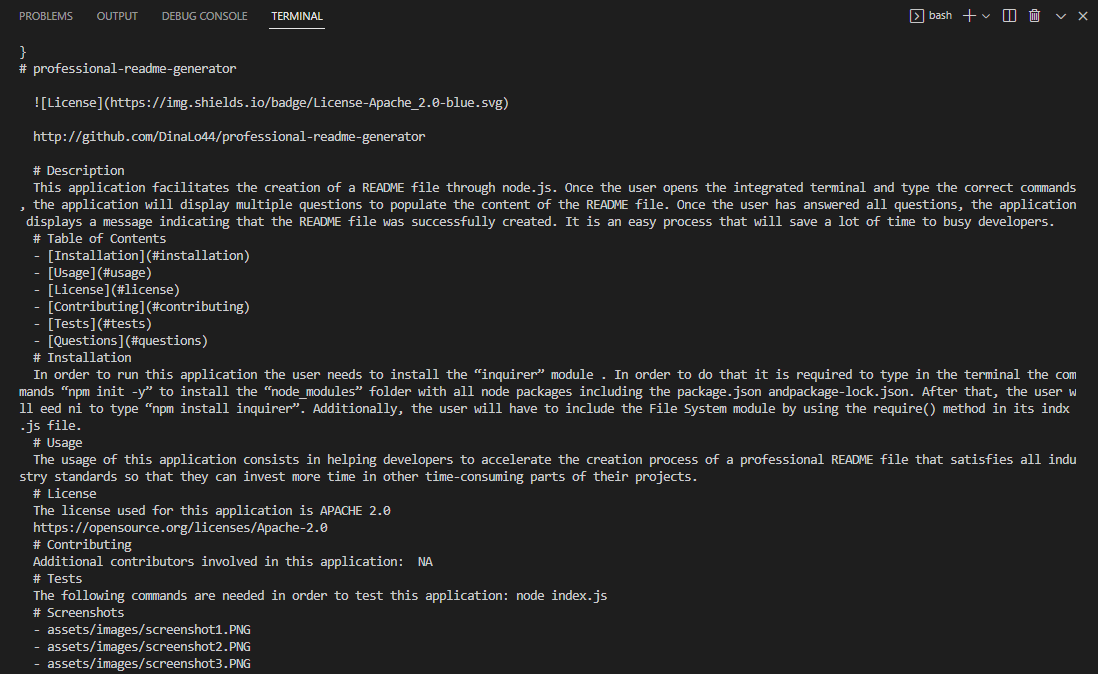 PROBLEMS OUTPUT DEBUG CONSOLE TERMINAL bash
}
# professional-readme-generator
![License](https://img.shields.io/badge/License-Apache_2.0-blue.svg)
http://github.com/DinaLo44/professional-readme-generator
# Description
This application facilitates the creation of a README file through node.js. Once the user opens the integrated terminal and type the correct commands
, the application will display multiple questions to populate the content of the README file. Once the user has answered all questions, the application
displays a message indicating that the README file was successfully created. It is an easy process that will save a lot of time to busy developers.
# Table of Contents
- [Installation](#installation)
- [Usage](#usage)
- [License](#license)
- [Contributing](#contributing)
- [Tests](#tests)
- [Questions](#questions)
# Installation
In order to run this application the user needs to install the “inquirer” module . In order to do that it is required to type in the terminal the com
mands “npm init -y” to install the “node_modules” folder with all node packages including the package.json andpackage-lock.json. After that, the user w
ll eed ni to type “npm install inquirer”. Additionally, the user will have to include the File System module by using the require() method in its indx
.js file.
# Usage
The usage of this application consists in helping developers to accelerate the creation process of a professional README file that satisfies all indu
stry standards so that they can invest more time in other time-consuming parts of their projects.
# License
The license used for this application is APACHE 2.0
https://opensource.org/licenses/Apache-2.0
# Contributing
Additional contributors involved in this application:  NA
# Tests
The following commands are needed in order to test this application: node index.js
# Screenshots
- assets/images/screenshot1.PNG
- assets/images/screenshot2.PNG
- assets/images/screenshot3.PNG